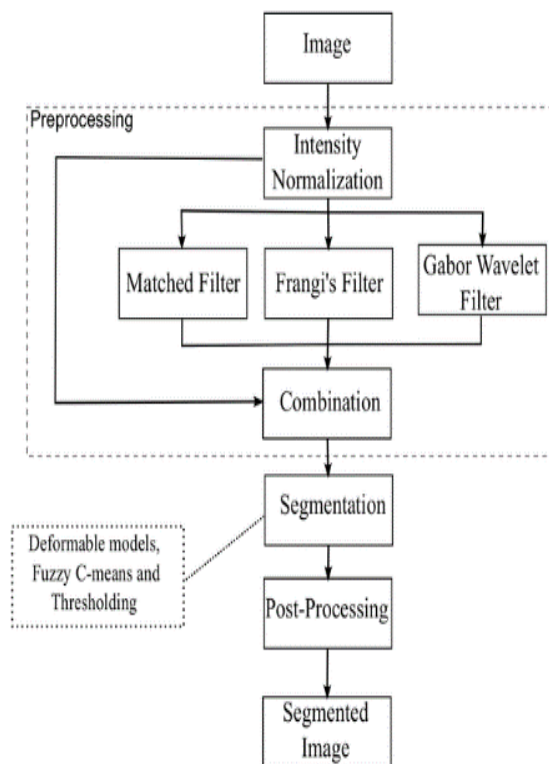 Image
Preprocessing
Intensity
Normalization
Matched Filter
Frangi's Filter
Gabor Wavelet
Filter
Combination
Segmentation
Deformable models,
Fuzzy C-means and
Thresholding
Post-Processing
Segmented
Image